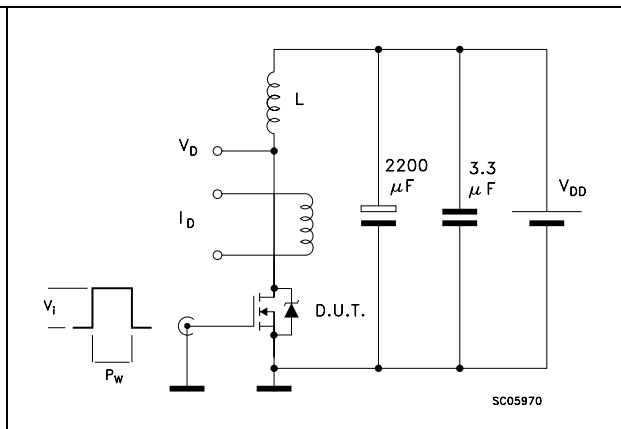 L
V_D
2200
μF
3.3
μF
V_DD
I_D
V_i
D.U.T.
P_W
SC05970